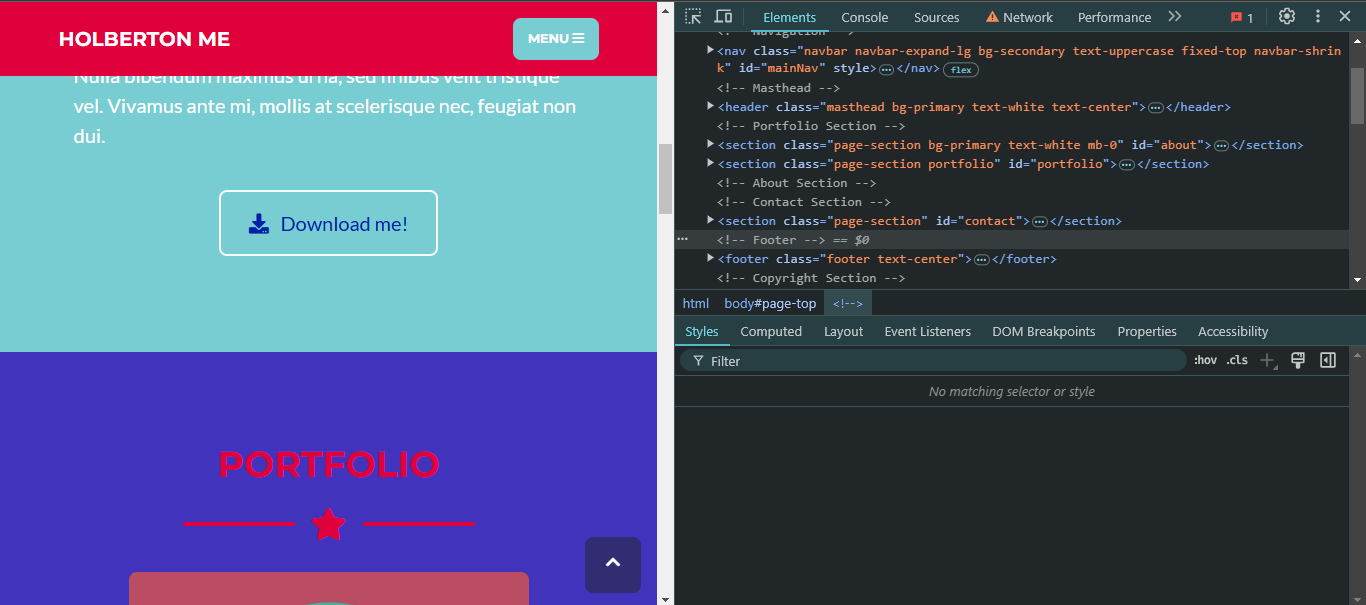 HOLBERTON ME
MENU
Nulla bibendum maximus urna, sed finibus velit tristique
vel. Vivamus ante mi, mollis at scelerisque nec, feugiat non
dui.
Download me!
PORTFOLIO
Elements Console Sources Network Performance 1
<!-- Navigation -->
<nav class="navbar navbar-expand-lg bg-secondary text-uppercase fixed-top navbar-shrin
k" id="mainNav" style>…</nav> flex
<!-- Masthead -->
<header class="masthead bg-primary text-white text-center">…</header>
<!-- Portfolio Section -->
<section class="page-section bg-primary text-white mb-0" id="about">…</section>
<section class="page-section portfolio" id="portfolio">…</section>
<!-- About Section -->
<!-- Contact Section -->
<section class="page-section" id="contact">…</section>
<!-- Footer --> == $0
<footer class="footer text-center">…</footer>
<!-- Copyright Section -->
html body#page-top <!-->
Styles Computed Layout Event Listeners DOM Breakpoints Properties Accessibility
Filter :hov .cls
No matching selector or style